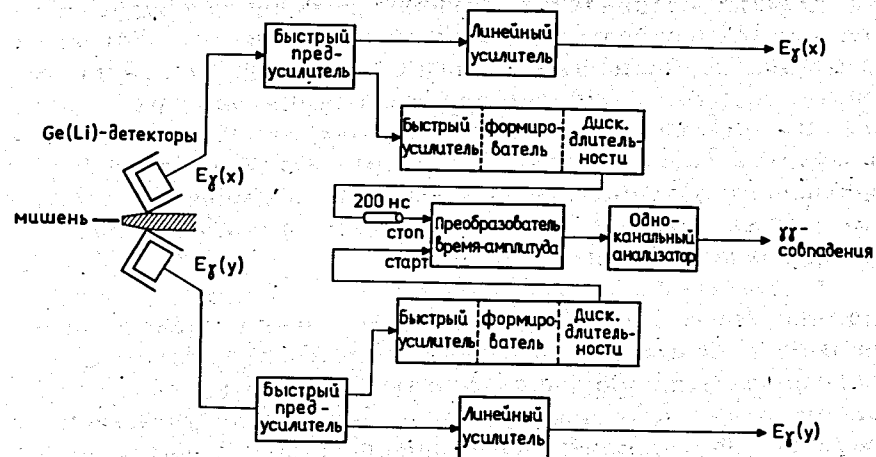 Быстрый
пред-
усилитель
Линейный
усилитель
Eγ(x)
Ge(Li)-детекторы
Eγ(x)
Быстрый
усилитель
формиро-
ватель
Диск.
длитель-
ности
мишень
200 нс
стоп
старт
Преобразователь
время-амплитуда
Одно-
канальный
анализатор
γγ-
совпадения
Eγ(y)
Быстрый
усилитель
формиро-
ватель
Диск.
длитель-
ности
Быстрый
пред-
усилитель
Линейный
усилитель
Eγ(y)